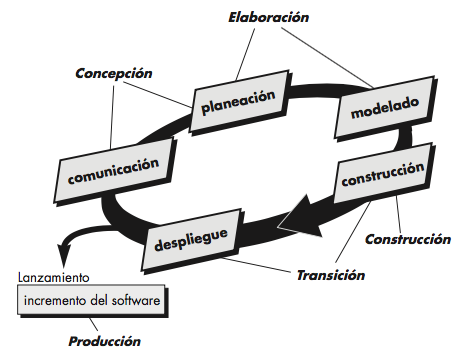 Elaboración
Concepción
planeación
modelado
comunicación
construcción
despliegue
Construcción
Transición
Lanzamiento
incremento del software
Producción